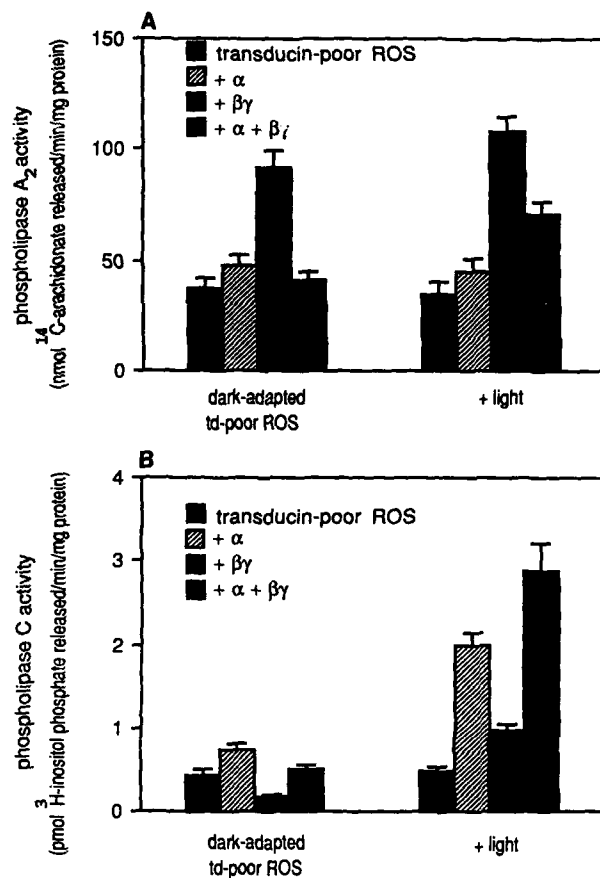 A
phospholipase A2 activity
(nmol 14C-arachidonate released/min/mg protein)
150
100
50
0
transducin-poor ROS
+ α
+ βγ
+ α + βi
dark-adapted
td-poor ROS
+ light
B
phospholipase C activity
(pmol 3H-inositol phosphate released/min/mg protein)
4
3
2
1
0
transducin-poor ROS
+ α
+ βγ
+ α + βγ
dark-adapted
td-poor ROS
+ light